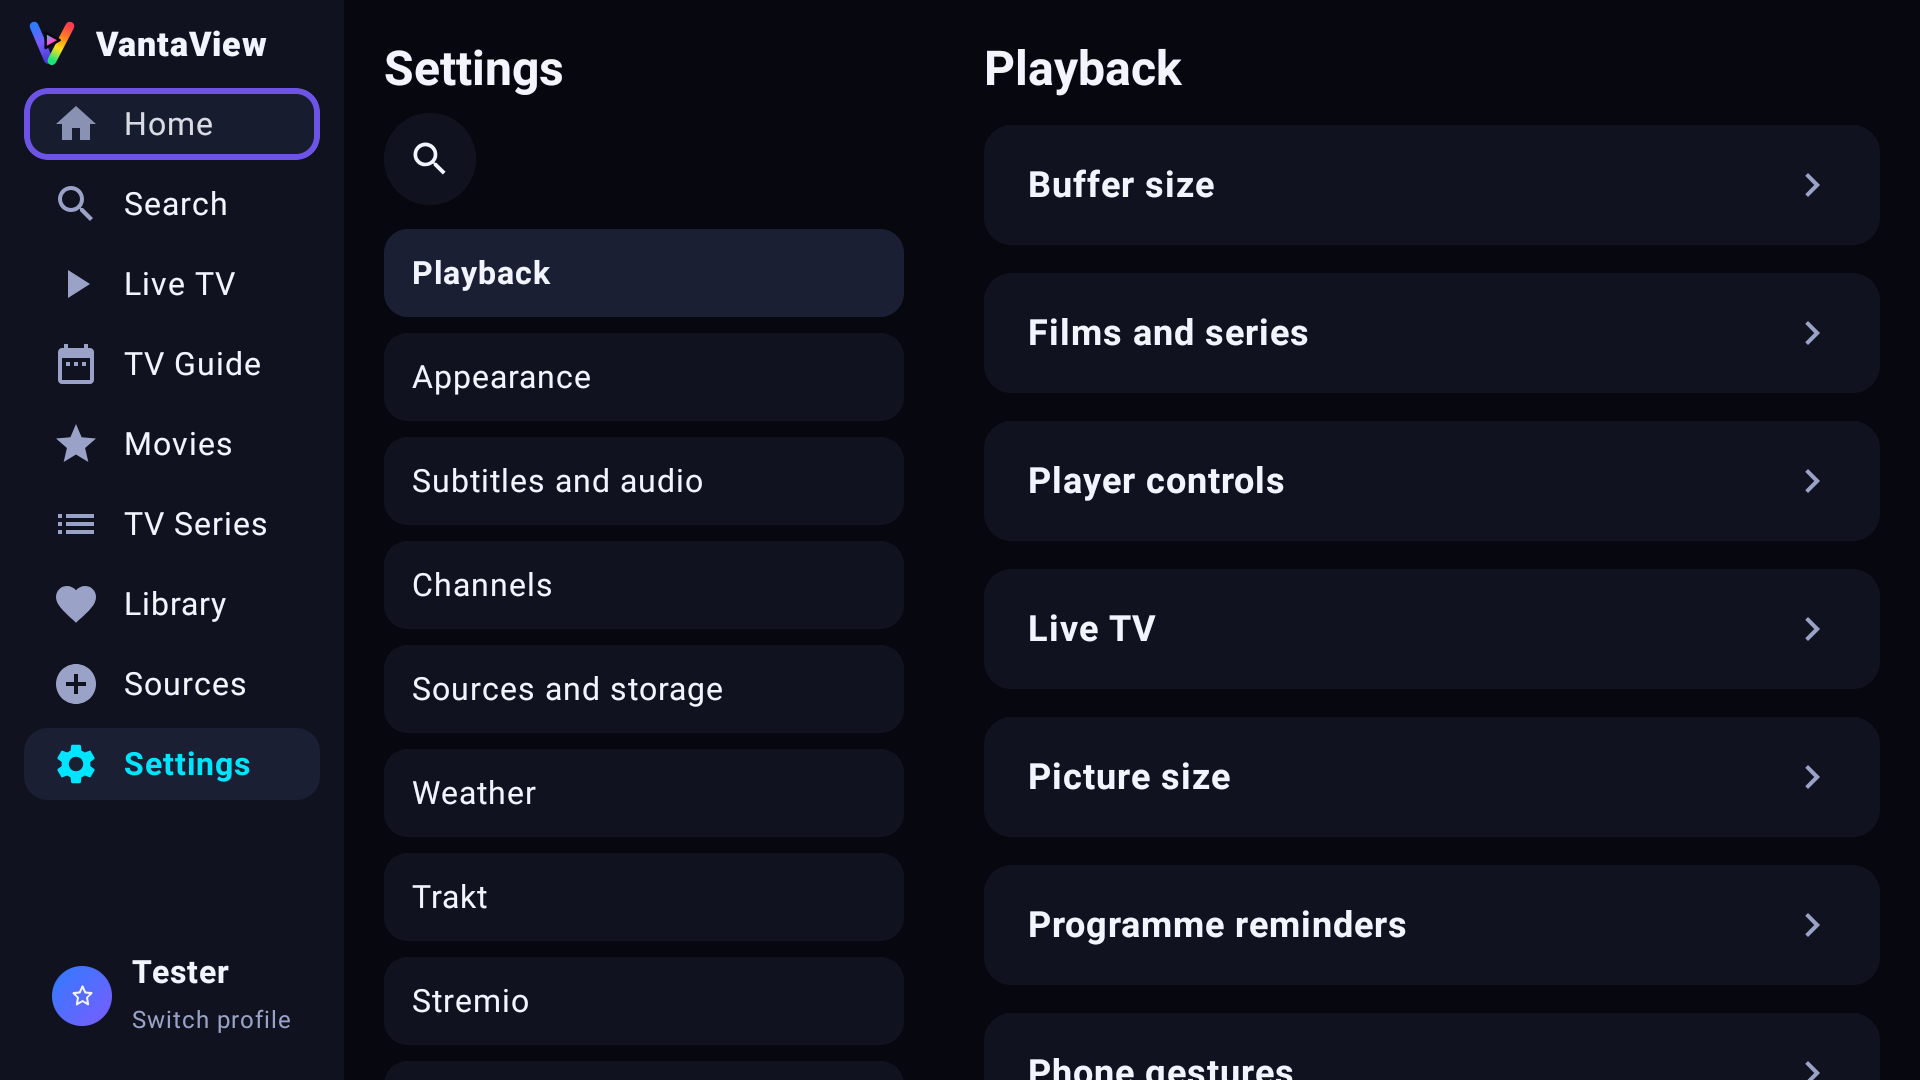 VantaView
Home
Search
Live TV
TV Guide
Movies
TV Series
Library
Sources
Settings
Tester
Switch profile
Settings
Playback
Appearance
Subtitles and audio
Channels
Sources and storage
Weather
Trakt
Stremio
Playback
Buffer size
Films and series
Player controls
Live TV
Picture size
Programme reminders
Phone gestures